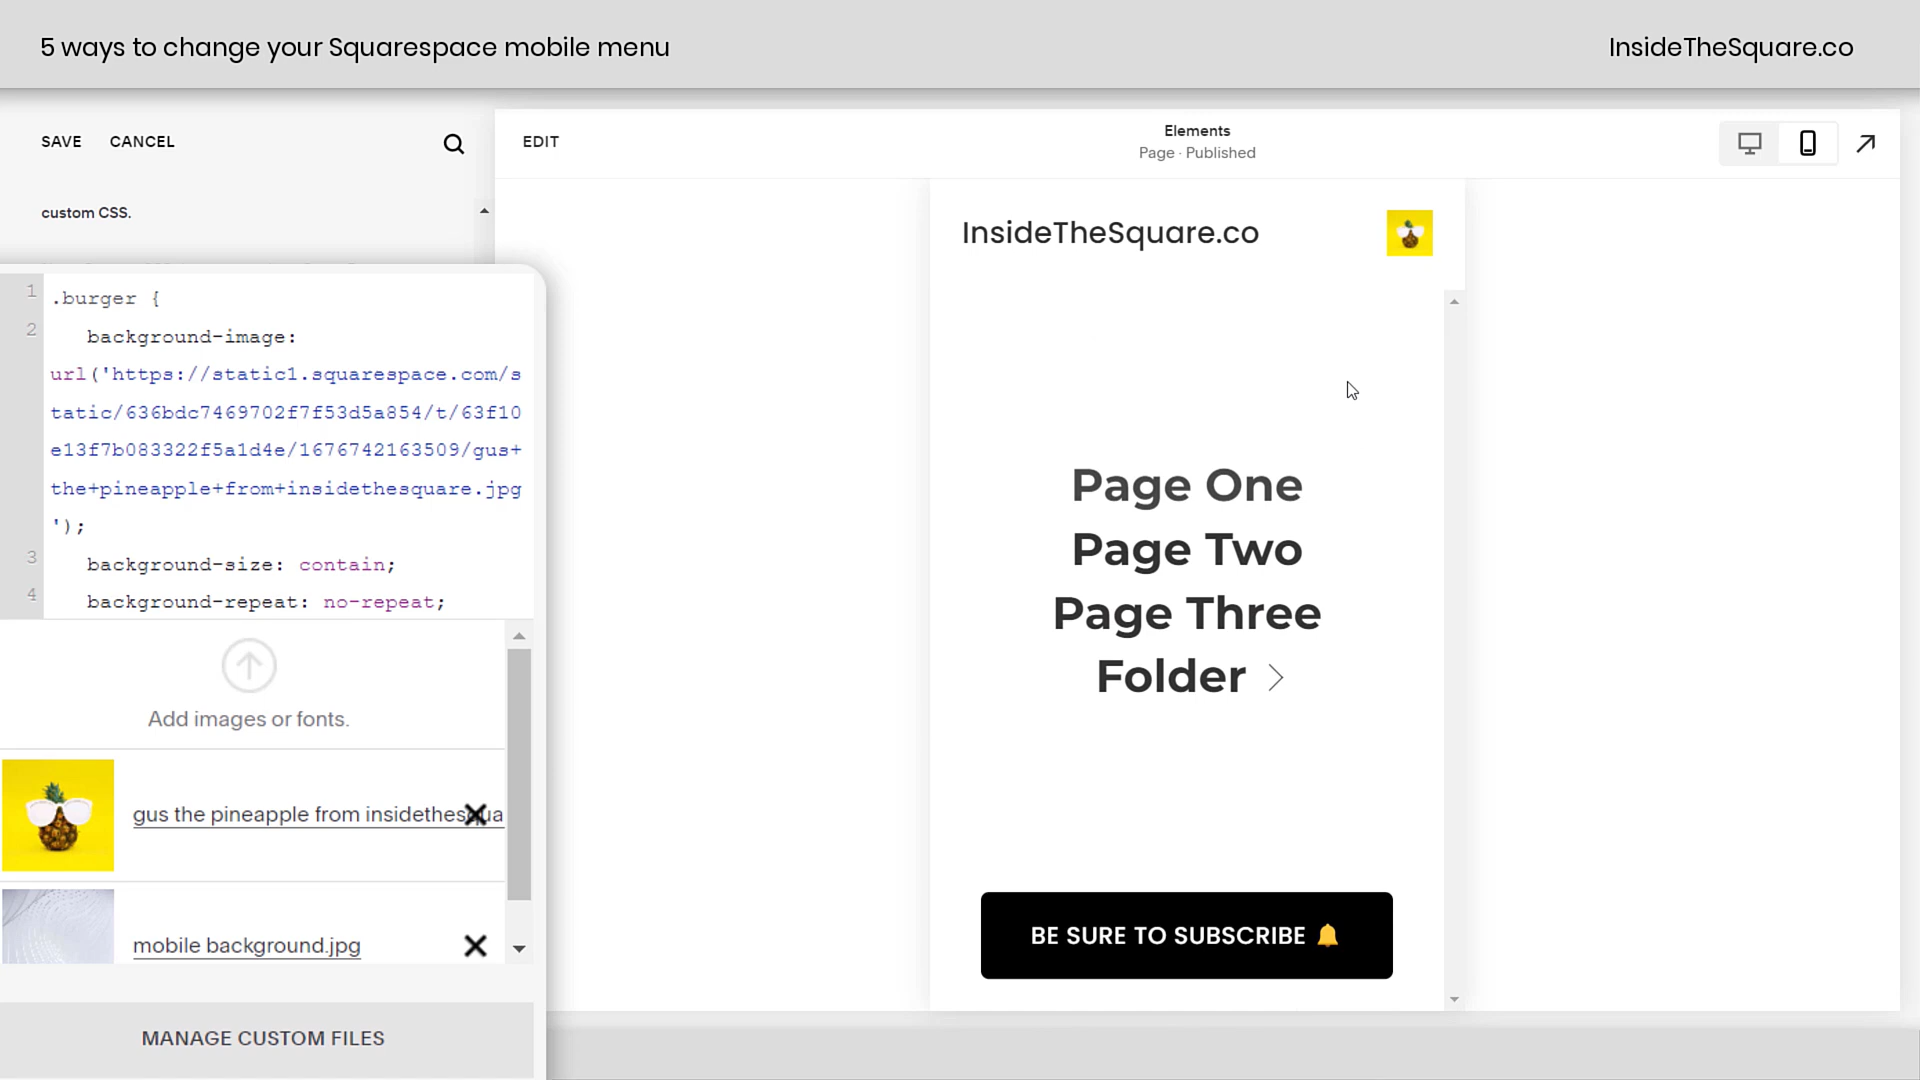 5 ways to change your Squarespace mobile menu
InsideTheSquare.co
SAVE CANCEL
custom CSS.
1 .burger {
2 background-image:
url('https://static1.squarespace.com/s
tatic/636bdc7469702f7f53d5a854/t/63f10
e13f7b083322f5a1d4e/1676742163509/gus+
the+pineapple+from+insidethesquare.jpg
');
3 background-size: contain;
4 background-repeat: no-repeat;
Add images or fonts.
gus the pineapple from insidethesqua
mobile background.jpg
MANAGE CUSTOM FILES
EDIT
Elements
Page · Published
InsideTheSquare.co
Page One
Page Two
Page Three
Folder
BE SURE TO SUBSCRIBE 🔔